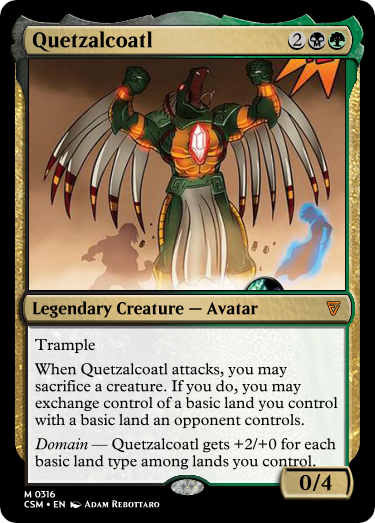 Quetzalcoatl 2
Legendary Creature — Avatar
Trample
When Quetzalcoatl attacks, you may
sacrifice a creature. If you do, you may
exchange control of a basic land you control
with a basic land an opponent controls.
Domain — Quetzalcoatl gets +2/+0 for each
basic land type among lands you control.
0/4
M 0316
CSM • EN Adam Rebottaro